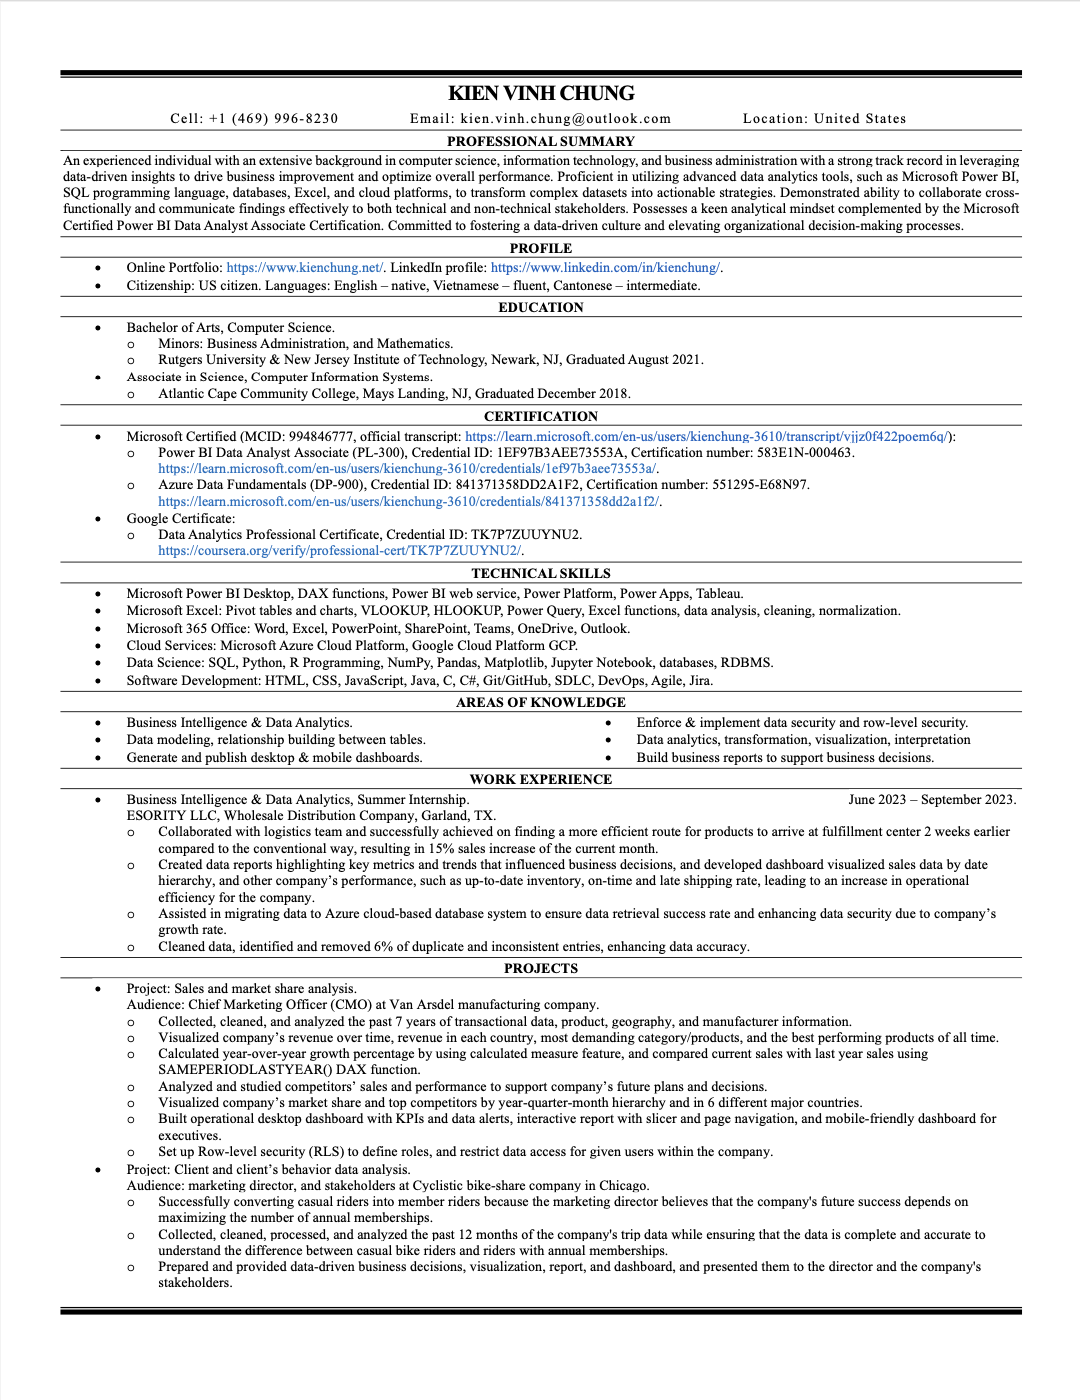 KIEN VINH CHUNG
Cell: +1 (469) 996-8230 Email: kien.vinh.chung@outlook.com Location: United States
PROFESSIONAL SUMMARY
An experienced individual with an extensive background in computer science, information technology, and business administration with a strong track record in leveraging
data-driven insights to drive business improvement and optimize overall performance. Proficient in utilizing advanced data analytics tools, such as Microsoft Power BI,
SQL programming language, databases, Excel, and cloud platforms, to transform complex datasets into actionable strategies. Demonstrated ability to collaborate cross-
functionally and communicate findings effectively to both technical and non-technical stakeholders. Possesses a keen analytical mindset complemented by the Microsoft
Certified Power BI Data Analyst Associate Certification. Committed to fostering a data-driven culture and elevating organizational decision-making processes.
PROFILE
• Online Portfolio: https://www.kienchung.net/. LinkedIn profile: https://www.linkedin.com/in/kienchung/.
• Citizenship: US citizen. Languages: English – native, Vietnamese – fluent, Cantonese – intermediate.
EDUCATION
• Bachelor of Arts, Computer Science.
o Minors: Business Administration, and Mathematics.
o Rutgers University & New Jersey Institute of Technology, Newark, NJ, Graduated August 2021.
• Associate in Science, Computer Information Systems.
o Atlantic Cape Community College, Mays Landing, NJ, Graduated December 2018.
CERTIFICATION
• Microsoft Certified (MCID: 994846777, official transcript: https://learn.microsoft.com/en-us/users/kienchung-3610/transcript/vjjz0f422poem6q/):
o Power BI Data Analyst Associate (PL-300), Credential ID: 1EF97B3AEE73553A, Certification number: 583E1N-000463.
https://learn.microsoft.com/en-us/users/kienchung-3610/credentials/1ef97b3aee73553a/.
o Azure Data Fundamentals (DP-900), Credential ID: 841371358DD2A1F2, Certification number: 551295-E68N97.
https://learn.microsoft.com/en-us/users/kienchung-3610/credentials/841371358dd2a1f2/.
• Google Certificate:
o Data Analytics Professional Certificate, Credential ID: TK7P7ZUUYNU2.
https://coursera.org/verify/professional-cert/TK7P7ZUUYNU2/.
TECHNICAL SKILLS
• Microsoft Power BI Desktop, DAX functions, Power BI web service, Power Platform, Power Apps, Tableau.
• Microsoft Excel: Pivot tables and charts, VLOOKUP, HLOOKUP, Power Query, Excel functions, data analysis, cleaning, normalization.
• Microsoft 365 Office: Word, Excel, PowerPoint, SharePoint, Teams, OneDrive, Outlook.
• Cloud Services: Microsoft Azure Cloud Platform, Google Cloud Platform GCP.
• Data Science: SQL, Python, R Programming, NumPy, Pandas, Matplotlib, Jupyter Notebook, databases, RDBMS.
• Software Development: HTML, CSS, JavaScript, Java, C, C#, Git/GitHub, SDLC, DevOps, Agile, Jira.
AREAS OF KNOWLEDGE
• Business Intelligence & Data Analytics.
• Data modeling, relationship building between tables.
• Generate and publish desktop & mobile dashboards.
• Enforce & implement data security and row-level security.
• Data analytics, transformation, visualization, interpretation
• Build business reports to support business decisions.
WORK EXPERIENCE
• Business Intelligence & Data Analytics, Summer Internship. June 2023 – September 2023.
ESORITY LLC, Wholesale Distribution Company, Garland, TX.
o Collaborated with logistics team and successfully achieved on finding a more efficient route for products to arrive at fulfillment center 2 weeks earlier
compared to the conventional way, resulting in 15% sales increase of the current month.
o Created data reports highlighting key metrics and trends that influenced business decisions, and developed dashboard visualized sales data by date
hierarchy, and other company’s performance, such as up-to-date inventory, on-time and late shipping rate, leading to an increase in operational
efficiency for the company.
o Assisted in migrating data to Azure cloud-based database system to ensure data retrieval success rate and enhancing data security due to company’s
growth rate.
o Cleaned data, identified and removed 6% of duplicate and inconsistent entries, enhancing data accuracy.
PROJECTS
• Project: Sales and market share analysis.
Audience: Chief Marketing Officer (CMO) at Van Arsdel manufacturing company.
o Collected, cleaned, and analyzed the past 7 years of transactional data, product, geography, and manufacturer information.
o Visualized company’s revenue over time, revenue in each country, most demanding category/products, and the best performing products of all time.
o Calculated year-over-year growth percentage by using calculated measure feature, and compared current sales with last year sales using
SAMEPERIODLASTYEAR() DAX function.
o Analyzed and studied competitors’ sales and performance to support company’s future plans and decisions.
o Visualized company’s market share and top competitors by year-quarter-month hierarchy and in 6 different major countries.
o Built operational desktop dashboard with KPIs and data alerts, interactive report with slicer and page navigation, and mobile-friendly dashboard for
executives.
o Set up Row-level security (RLS) to define roles, and restrict data access for given users within the company.
• Project: Client and client’s behavior data analysis.
Audience: marketing director, and stakeholders at Cyclistic bike-share company in Chicago.
o Successfully converting casual riders into member riders because the marketing director believes that the company's future success depends on
maximizing the number of annual memberships.
o Collected, cleaned, processed, and analyzed the past 12 months of the company's trip data while ensuring that the data is complete and accurate to
understand the difference between casual bike riders and riders with annual memberships.
o Prepared and provided data-driven business decisions, visualization, report, and dashboard, and presented them to the director and the company's
stakeholders.